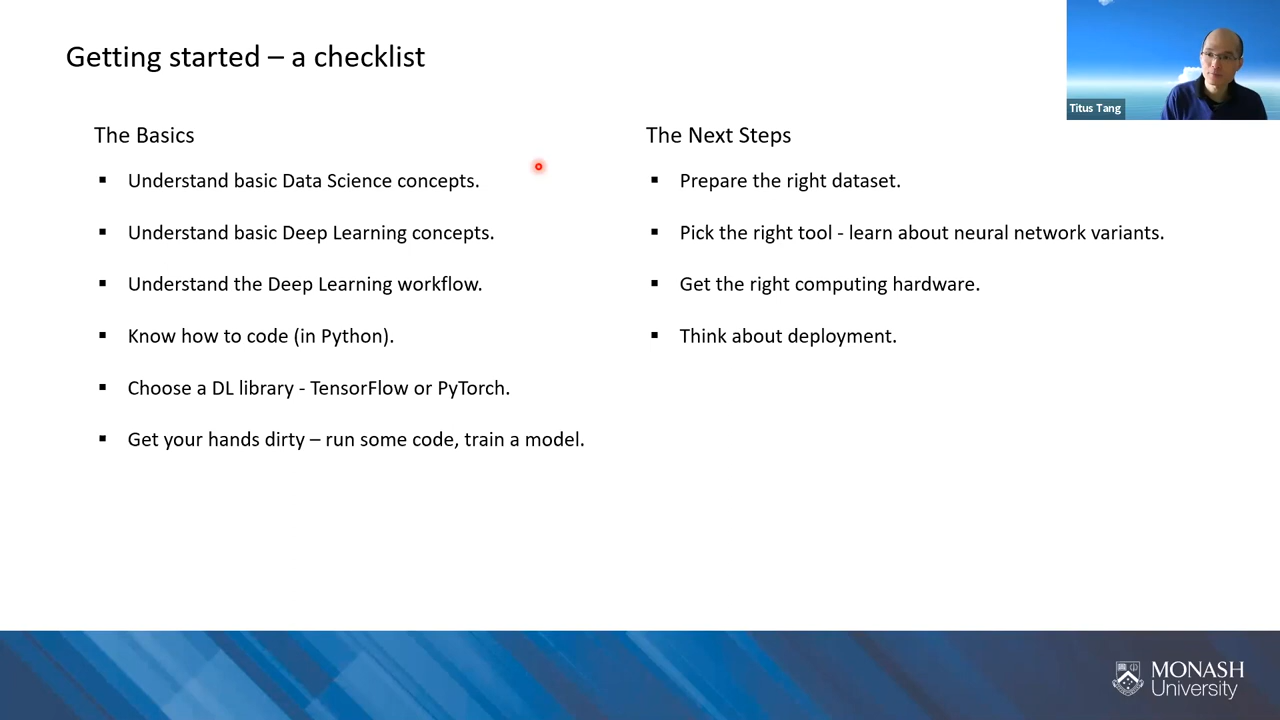 Getting started – a checklist
Titus Tang
The Basics
▪ Understand basic Data Science concepts.
▪ Understand basic Deep Learning concepts.
▪ Understand the Deep Learning workflow.
▪ Know how to code (in Python).
▪ Choose a DL library - TensorFlow or PyTorch.
▪ Get your hands dirty – run some code, train a model.
The Next Steps
▪ Prepare the right dataset.
▪ Pick the right tool - learn about neural network variants.
▪ Get the right computing hardware.
▪ Think about deployment.
MONASH
University